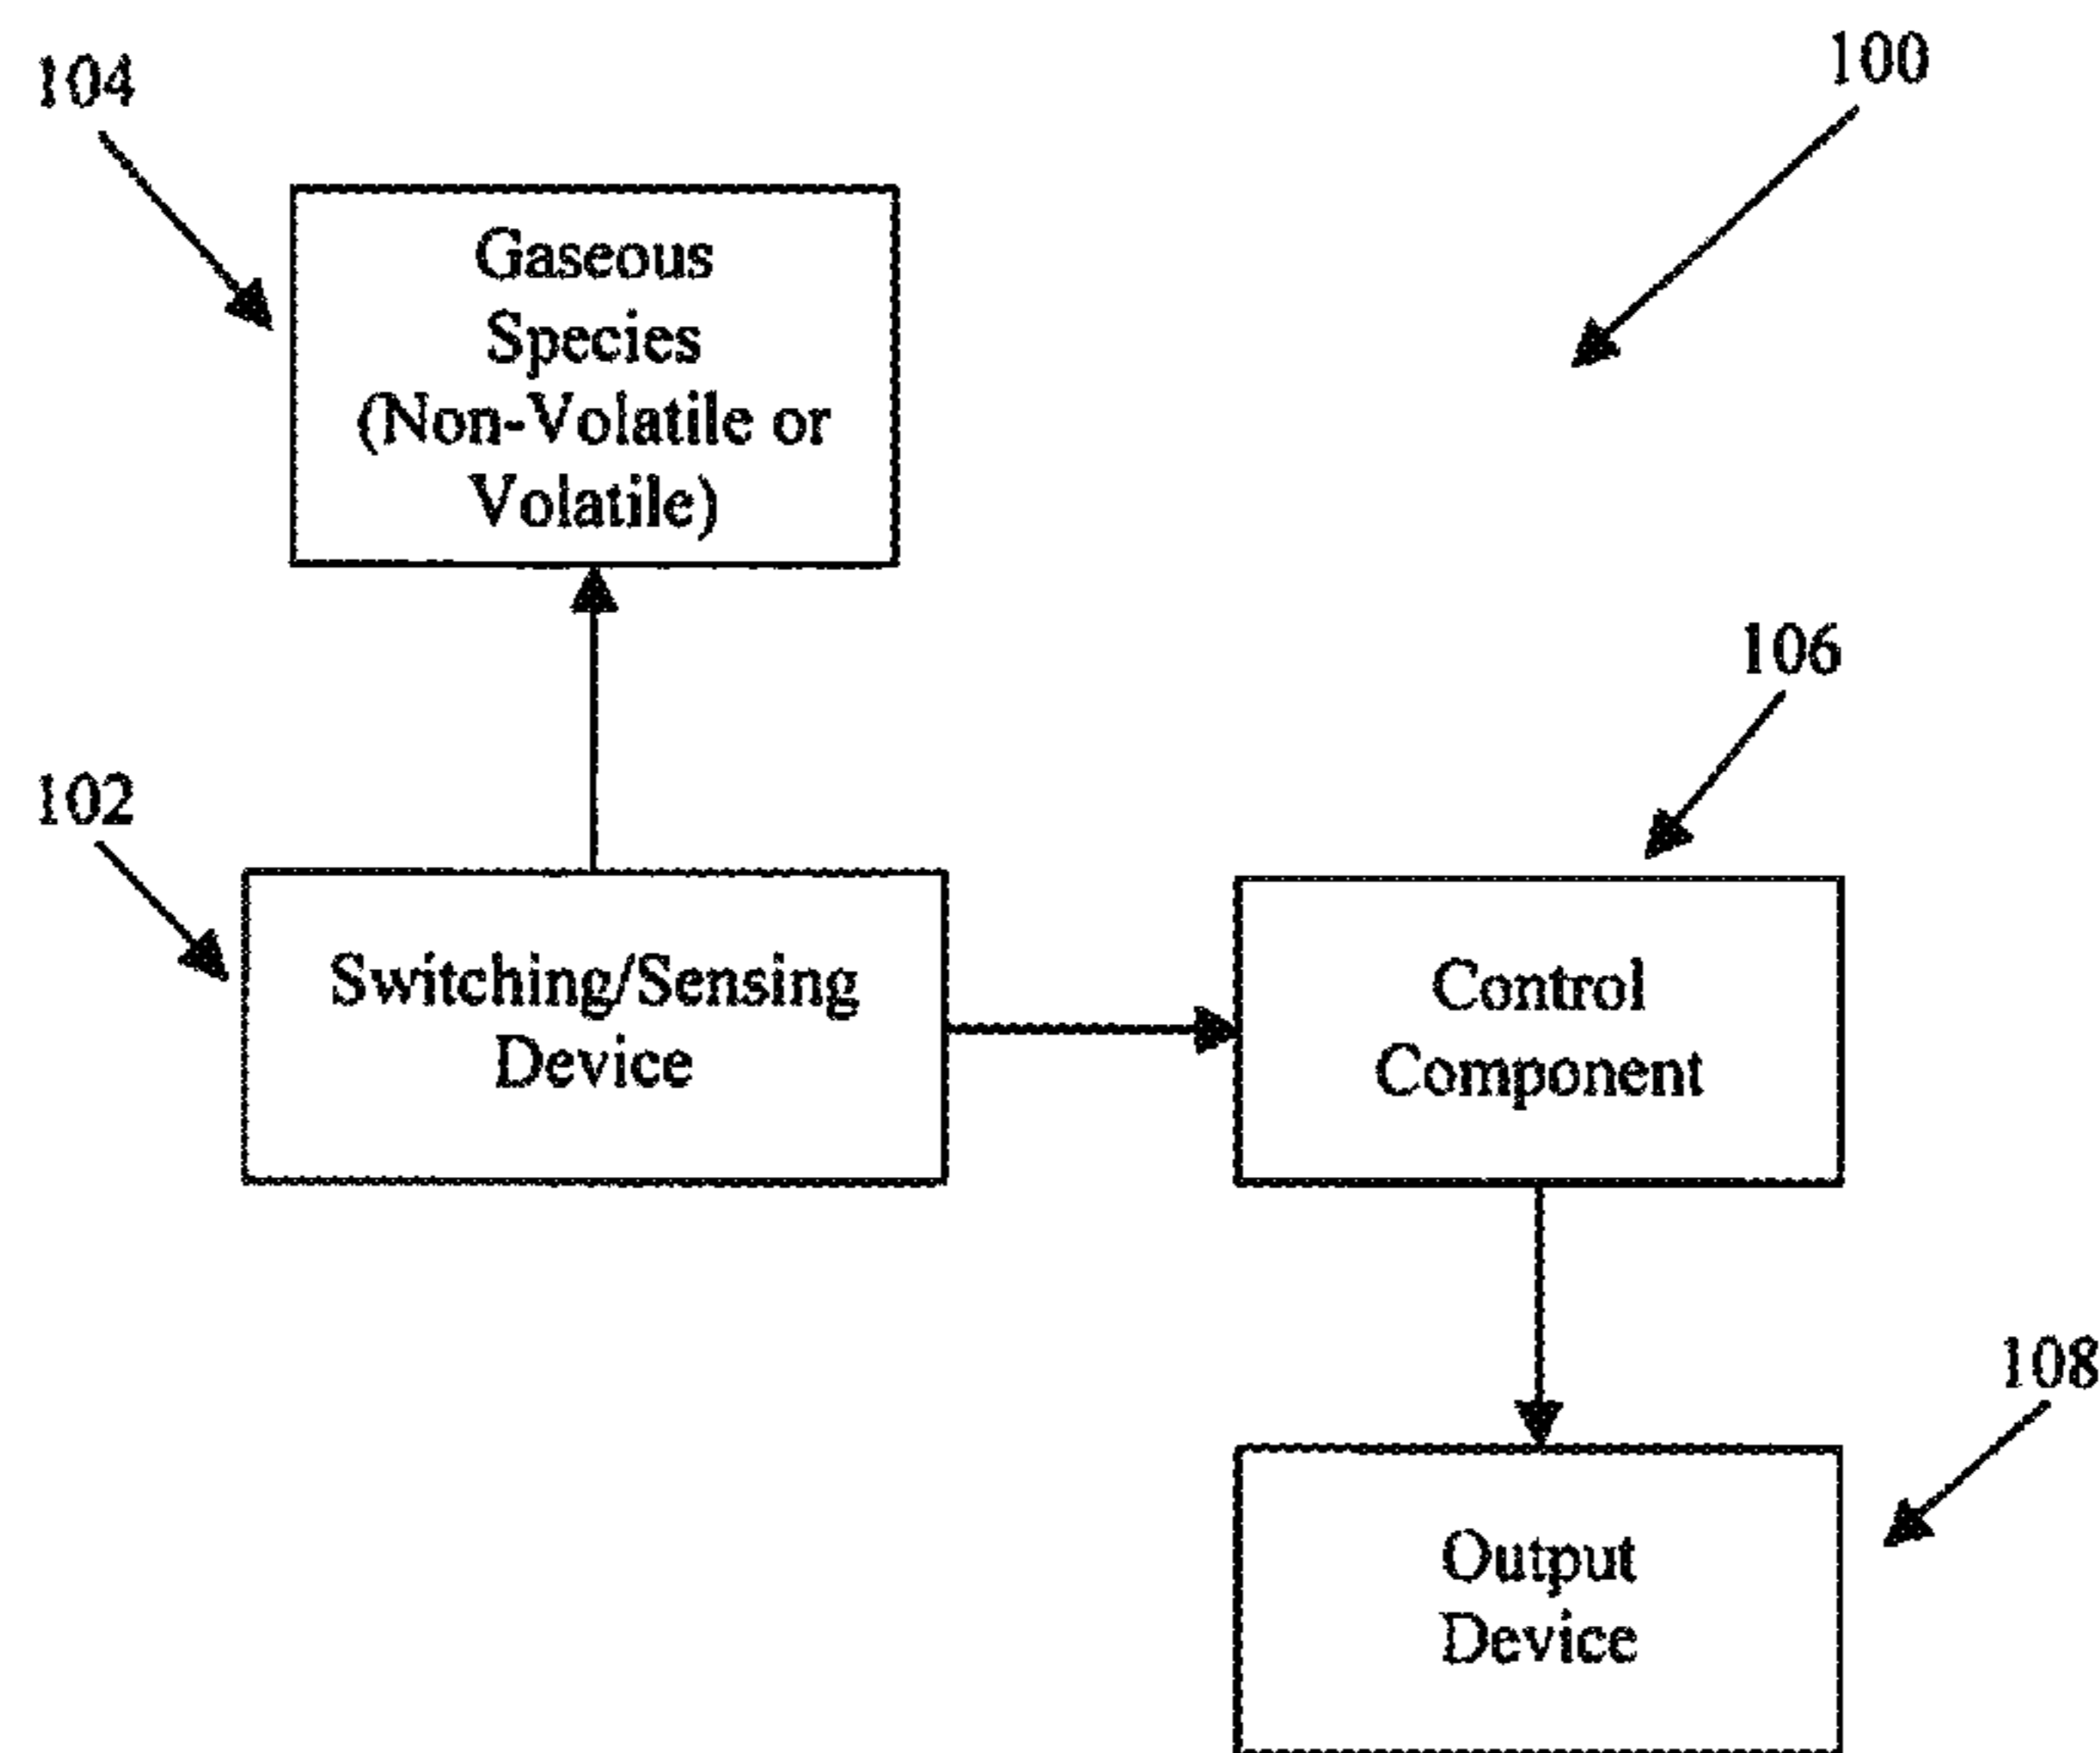 104
100
Gaseous
Species
(Non-Volatile or
Volatile)
106
102
Switching/Sensing
Device
Control
Component
108
Output
Device